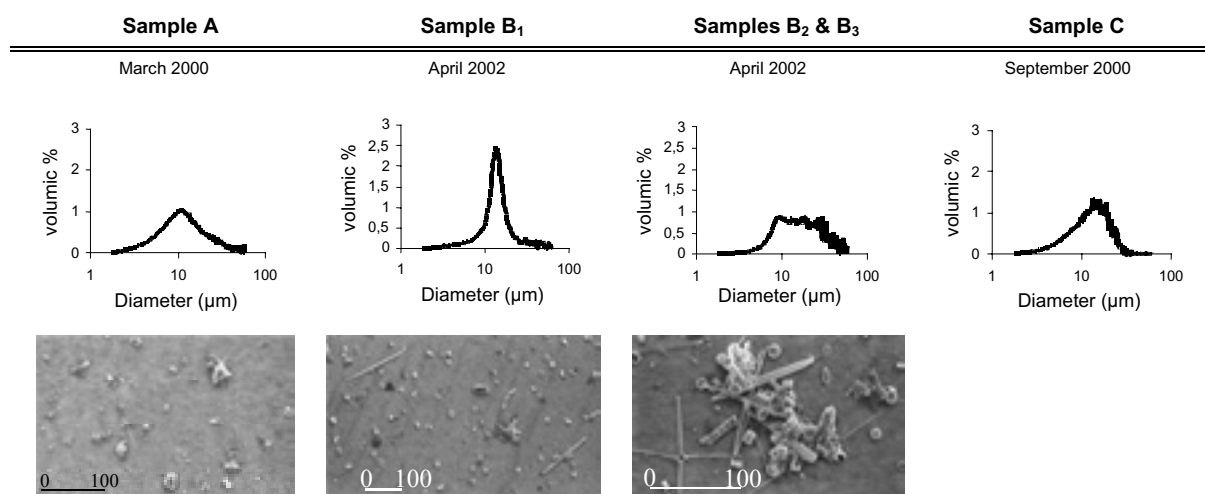 Sample A
Sample B₁
Samples B₂ & B₃
Sample C
March 2000
April 2002
April 2002
September 2000
volumic %
3
2
1
0
1
10
100
Diameter (µm)
volumic %
3
2,5
2
1,5
1
0,5
0
1
10
100
Diameter (µm)
volumic %
3
2,5
2
1,5
1
0,5
0
1
10
100
Diameter (µm)
volumic %
3
2
1
0
1
10
100
Diameter (µm)
0 100
0 100
0 100